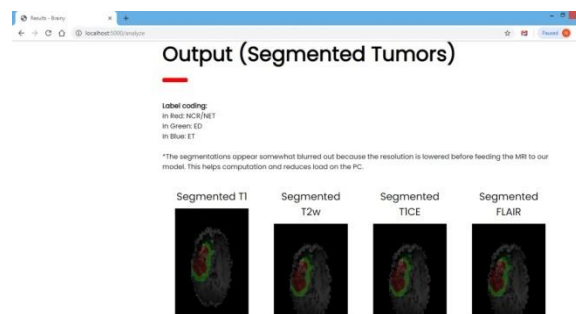 Results - Brainy
localhost:5000/analyze
Paused
Output (Segmented Tumors)
Label coding:
In Red: NCR/NET
In Green: ED
In Blue: ET
*The segmentations appear somewhat blurred out because the resolution is lowered before feeding the MRI to our
model. This helps computation and reduces load on the PC.
Segmented T1
Segmented
T2w
Segmented
T1CE
Segmented
FLAIR